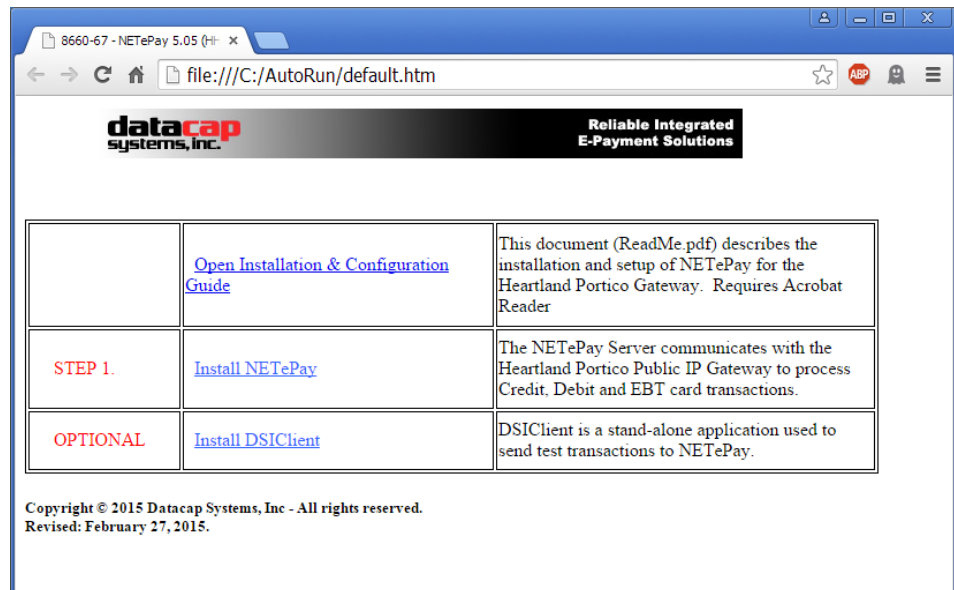 8660-67 - NETePay 5.05 (HH
file:///C:/AutoRun/default.htm
ABP
datacap
systems, inc.
Reliable Integrated
E-Payment Solutions
Open Installation & Configuration
Guide
This document (ReadMe.pdf) describes the
installation and setup of NETePay for the
Heartland Portico Gateway.  Requires Acrobat
Reader
STEP 1.
Install NETePay
The NETePay Server communicates with the
Heartland Portico Public IP Gateway to process
Credit, Debit and EBT card transactions.
OPTIONAL
Install DSIClient
DSIClient is a stand-alone application used to
send test transactions to NETePay.
Copyright © 2015 Datacap Systems, Inc - All rights reserved.
Revised: February 27, 2015.